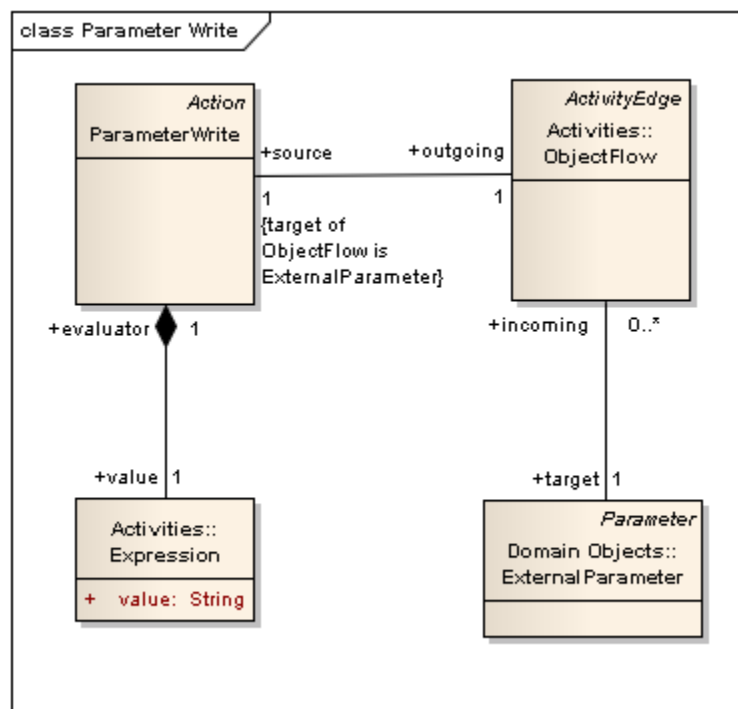 class Parameter Write
Action
ParameterWrite
ActivityEdge
Activities::
ObjectFlow
+source
+outgoing
1
1
{target of
ObjectFlow is
ExternalParameter}
+evaluator
1
+incoming
0..*
+value
1
+target
1
Activities::
Expression
+ value: String
Parameter
Domain Objects::
ExternalParameter